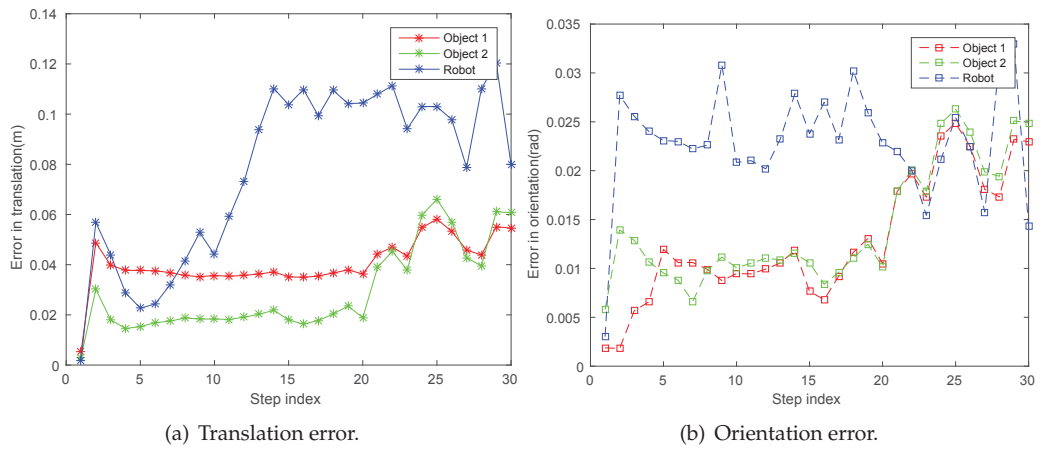 0.14
0.12
0.1
0.08
0.06
0.04
0.02
0
Error in translation(m)
Object 1
Object 2
Robot
0 5 10 15 20 25 30
Step index
(a) Translation error.
0.035
0.03
0.025
0.02
0.015
0.01
0.005
0
Error in orientation(rad)
Object 1
Object 2
Robot
0 5 10 15 20 25 30
Step index
(b) Orientation error.